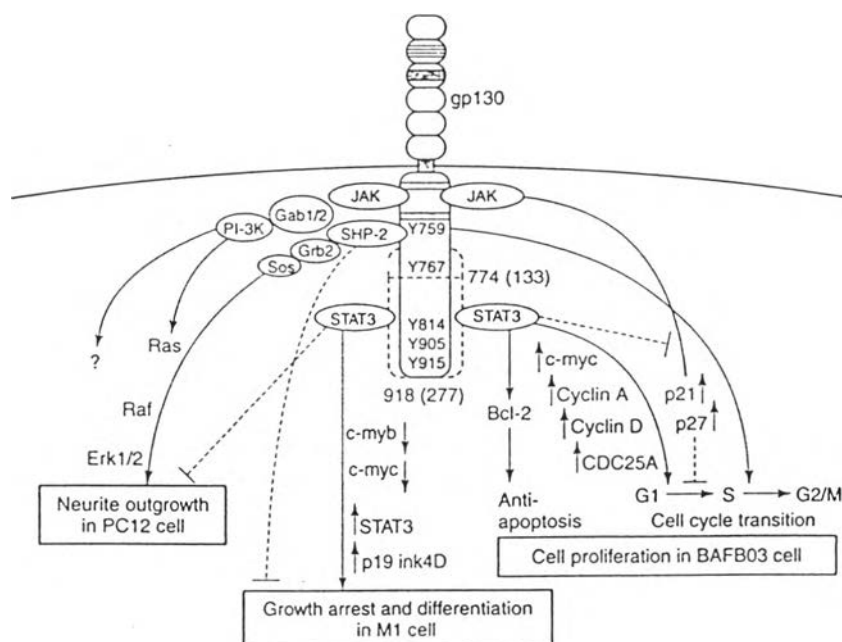 gp130
JAK
JAK
Gab1/2
PI-3K
SHP-2
Y759
Grb2
Sos
Y767
774 (133)
STAT3
STAT3
Y814
Y905
Y915
?
Ras
c-myc
918 (277)
Cyclin A
p21
Raf
Bcl-2
Cyclin D
p27
c-myb
Erk1/2
c-myc
CDC25A
Neurite outgrowth
in PC12 cell
STAT3
Anti-
apoptosis
G1 S G2/M
Cell cycle transition
p19 ink4D
Cell proliferation in BAFB03 cell
Growth arrest and differentiation
in M1 cell